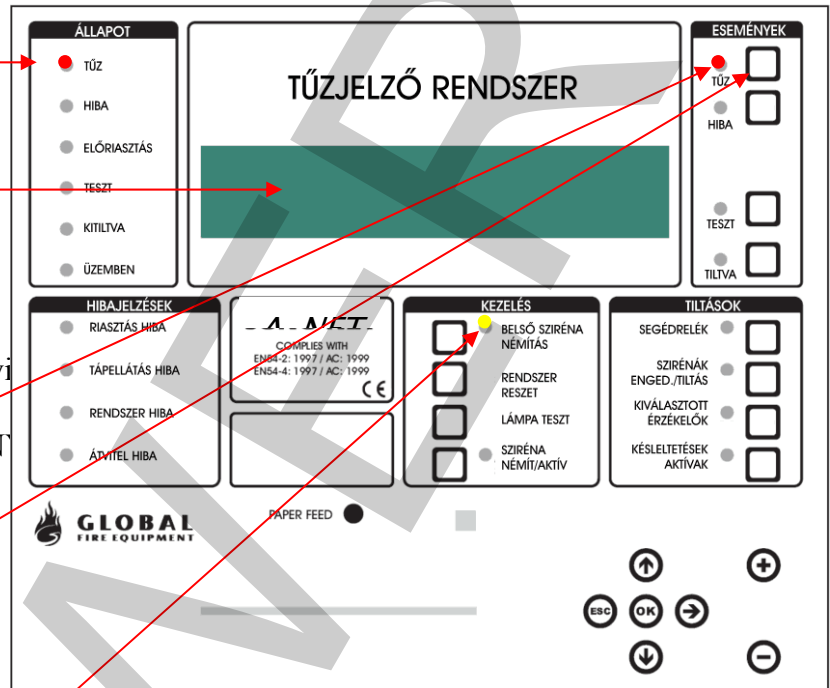 ÁLLAPOT
TŰZ
HIBA
ELŐRIASZTÁS
TESZT
KITILTVA
ÜZEMBEN
TŰZJELZŐ RENDSZER
ESEMÉNYEK
TŰZ
HIBA
TESZT
TILTVA
HIBAJELZÉSEK
RIASZTÁS HIBA
TÁPELLÁTÁS HIBA
RENDSZER HIBA
ÁTVITEL HIBA
COMPLIES WITH
EN54-2: 1997 / AC: 1999
EN54-4: 1997 / AC: 1999
CE
KEZELÉS
BELSŐ SZIRÉNA
NÉMÍTÁS
RENDSZER
RESZET
LÁMPA TESZT
SZIRÉNA
NÉMÍT/AKTÍV
TILTÁSOK
SEGÉDRELÉK
SZIRÉNÁK
ENGED./TILTÁS
KIVÁLASZTOTT
ÉRZÉKELŐK
KÉSLELTETÉSEK
AKTÍVAK
GLOBAL
FIRE EQUIPMENT
PAPER FEED
ESC
OK